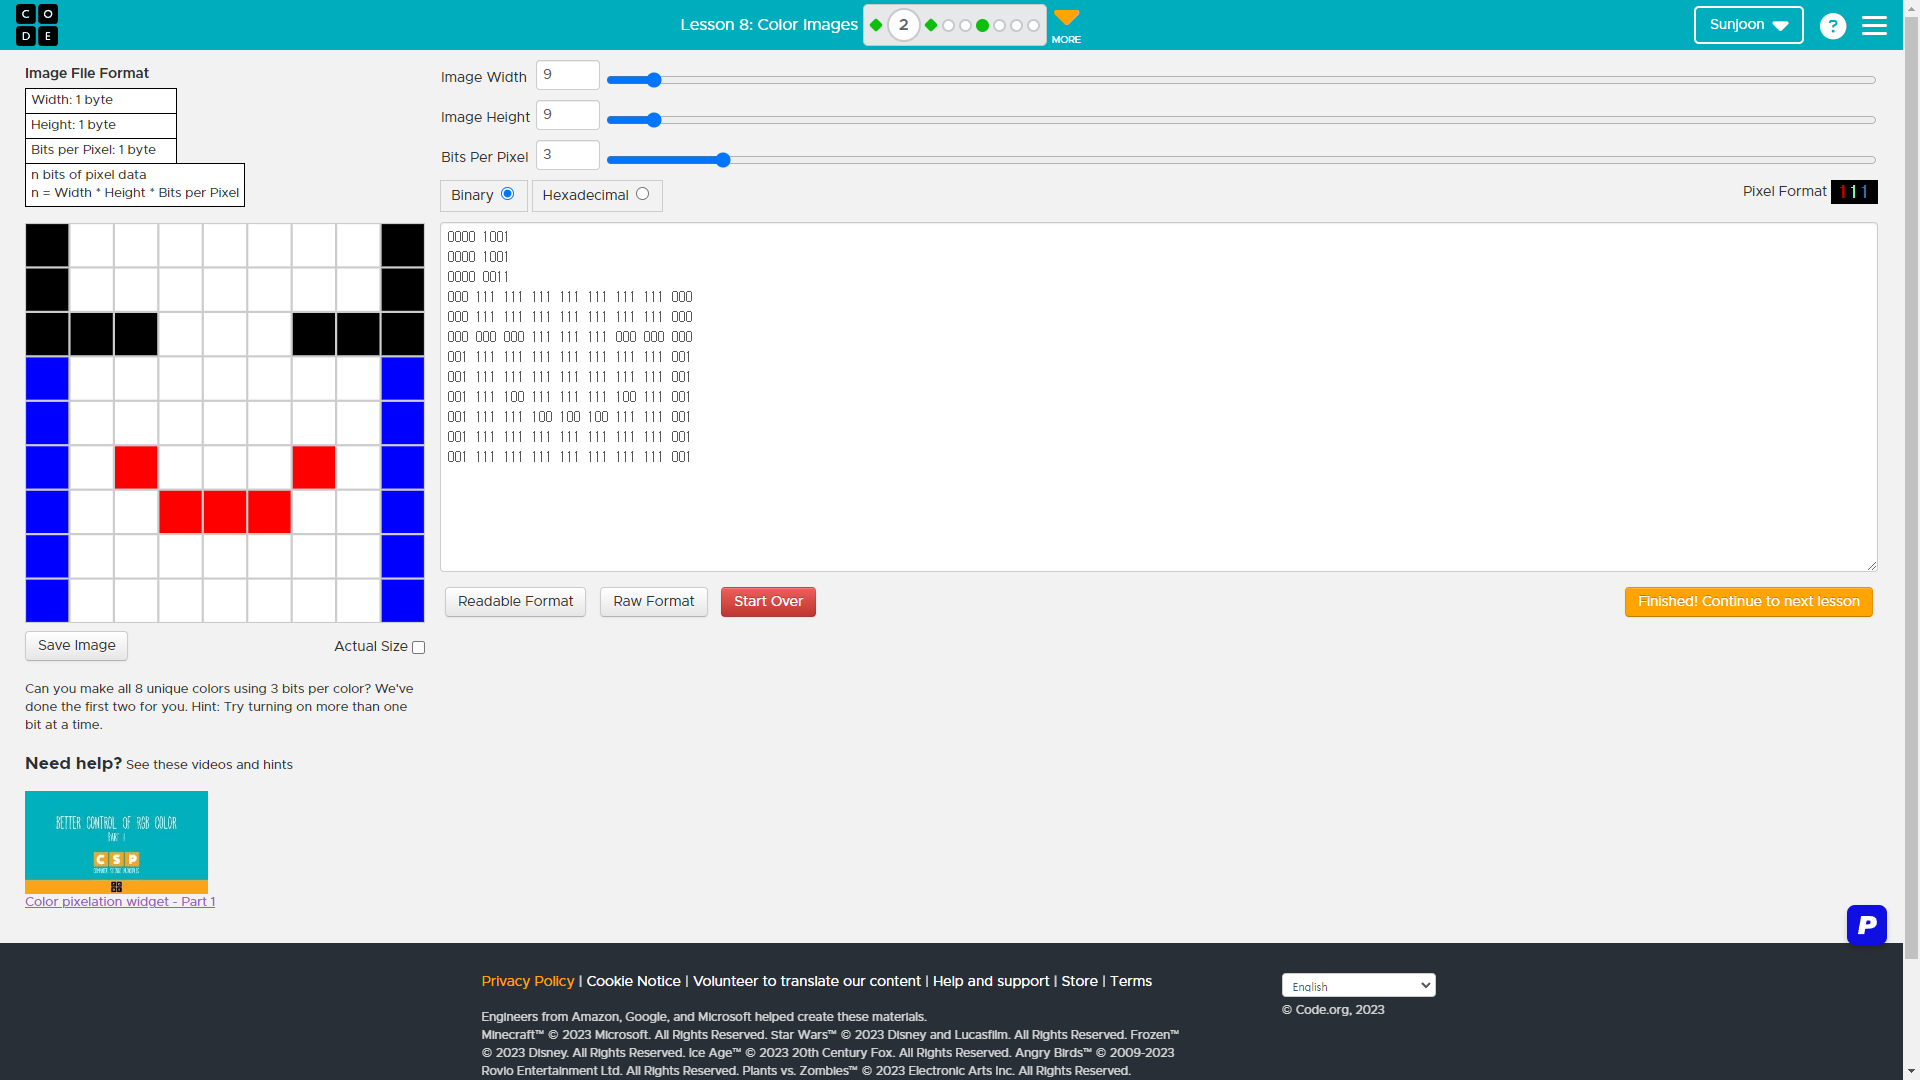 C O
D E
Lesson 8: Color Images
2
MORE
Sunjoon
?
Image File Format
Width: 1 byte
Height: 1 byte
Bits per Pixel: 1 byte
n bits of pixel data
n = Width * Height * Bits per Pixel
Image Width 9
Image Height 9
Bits Per Pixel 3
Binary Hexadecimal
Pixel Format 111
0000 1001
0000 1001
0000 0011
000 111 111 111 111 111 111 111 000
000 111 111 111 111 111 111 111 000
000 000 000 111 111 111 000 000 000
001 111 111 111 111 111 111 111 001
001 111 111 111 111 111 111 111 001
001 111 100 111 111 111 100 111 001
001 111 111 100 100 100 111 111 001
001 111 111 111 111 111 111 111 001
001 111 111 111 111 111 111 111 001
Readable Format Raw Format Start Over Finished! Continue to next lesson
Save Image Actual Size
Can you make all 8 unique colors using 3 bits per color? We've
done the first two for you. Hint: Try turning on more than one
bit at a time.
Need help? See these videos and hints
BETTER CONTROL OF RGB COLOR
PART 1
CSP
COMPUTER SCIENCE PRINCIPLES
Color pixelation widget - Part 1
P
Privacy Policy | Cookie Notice | Volunteer to translate our content | Help and support | Store | Terms
English
© Code.org, 2023
Engineers from Amazon, Google, and Microsoft helped create these materials.
Minecraft™ © 2023 Microsoft. All Rights Reserved. Star Wars™ © 2023 Disney and Lucasfilm. All Rights Reserved. Frozen™
© 2023 Disney. All Rights Reserved. Ice Age™ © 2023 20th Century Fox. All Rights Reserved. Angry Birds™ © 2009-2023
Rovio Entertainment Ltd. All Rights Reserved. Plants vs. Zombies™ © 2023 Electronic Arts Inc. All Rights Reserved.